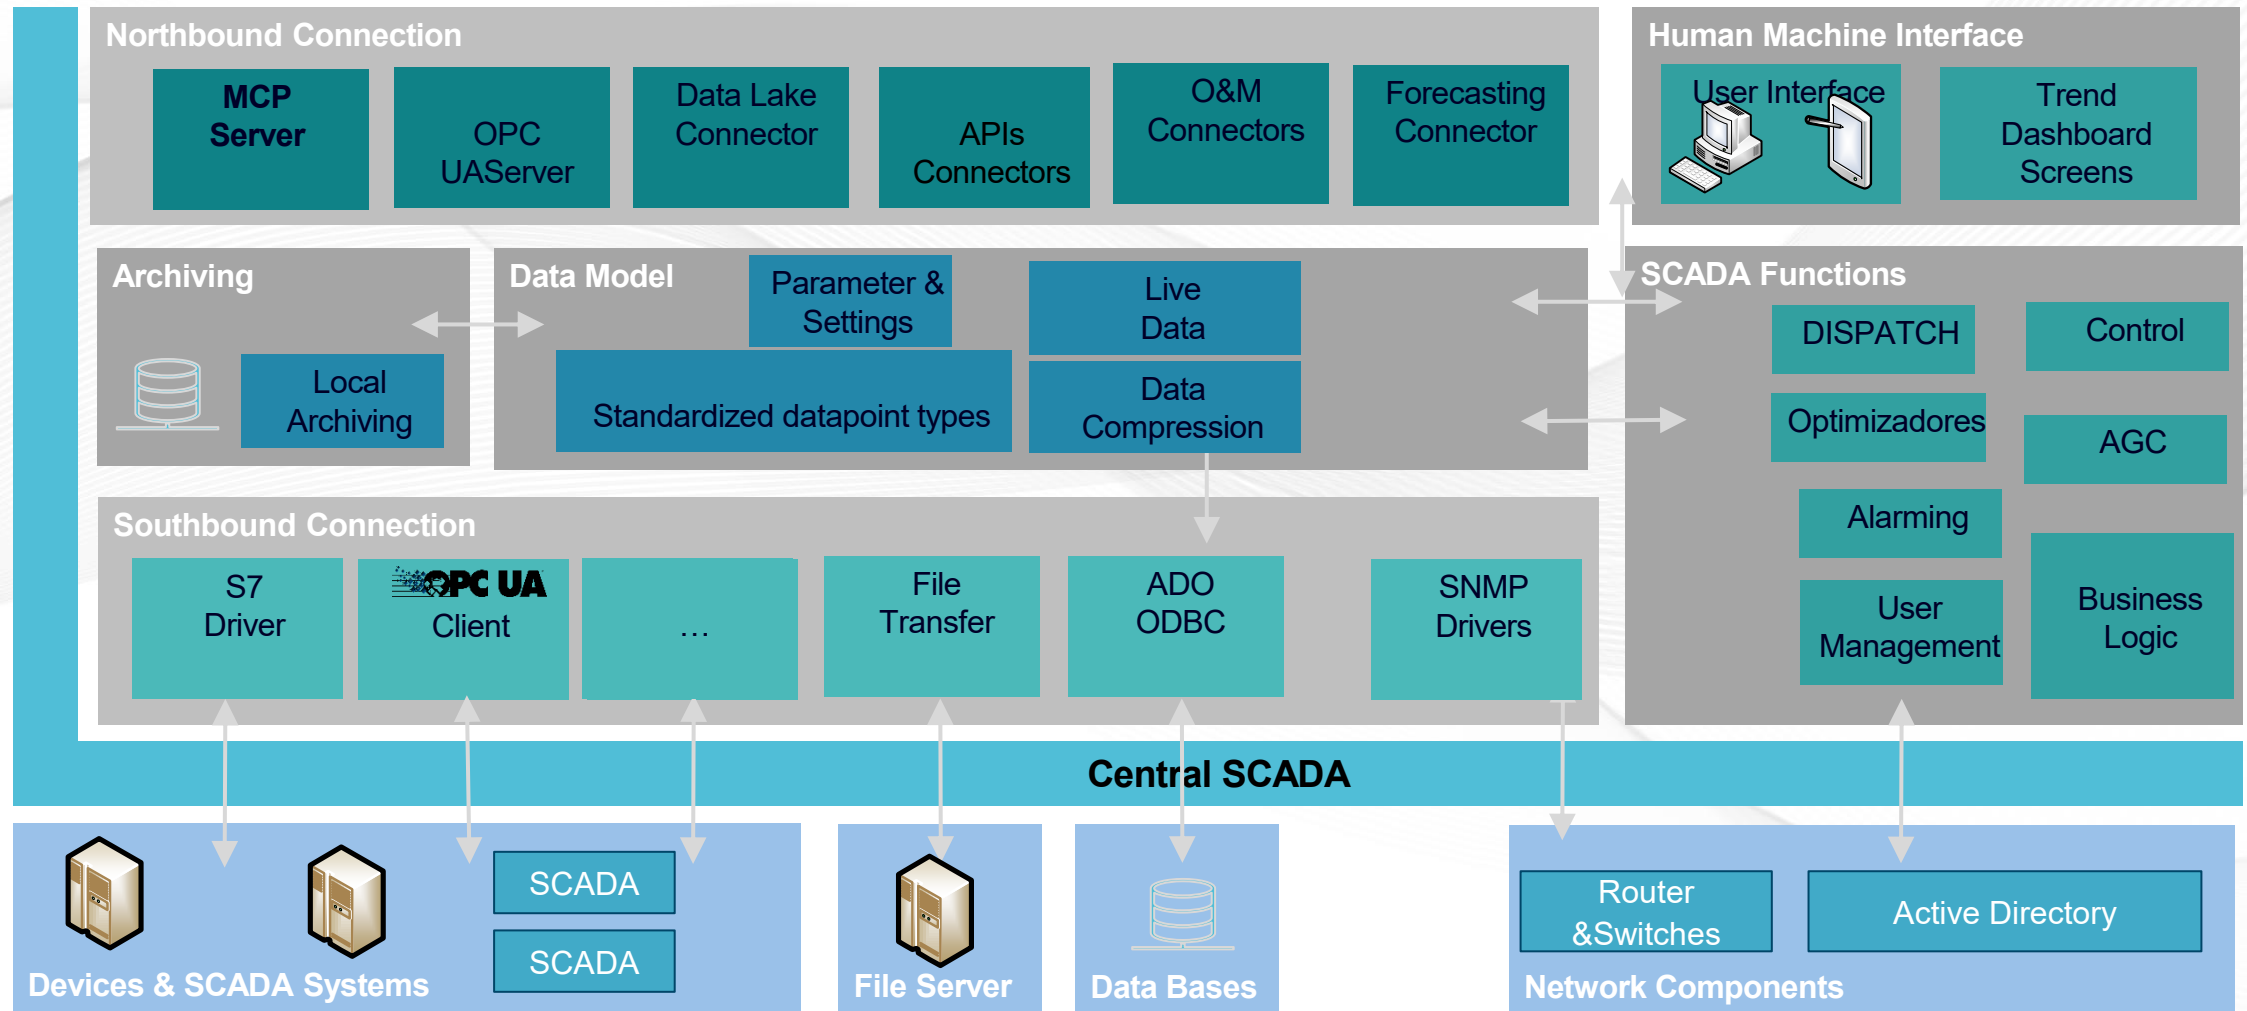 Northbound Connection
MCP
Server
OPC
UAServer
Data Lake
Connector
APIs
Connectors
O&M
Connectors
Forecasting
Connector
Human Machine Interface
User Interface
Trend
Dashboard
Screens
Archiving
Local
Archiving
Data Model
Parameter &
Settings
Live
Data
Standardized datapoint types
Data
Compression
SCADA Functions
DISPATCH
Control
Optimizadores
AGC
Alarming
User
Management
Business
Logic
Southbound Connection
S7
Driver
OPC UA
Client
...
File
Transfer
ADO
ODBC
SNMP
Drivers
Central SCADA
SCADA
SCADA
Devices & SCADA Systems
File Server
Data Bases
Router
&Switches
Active Directory
Network Components